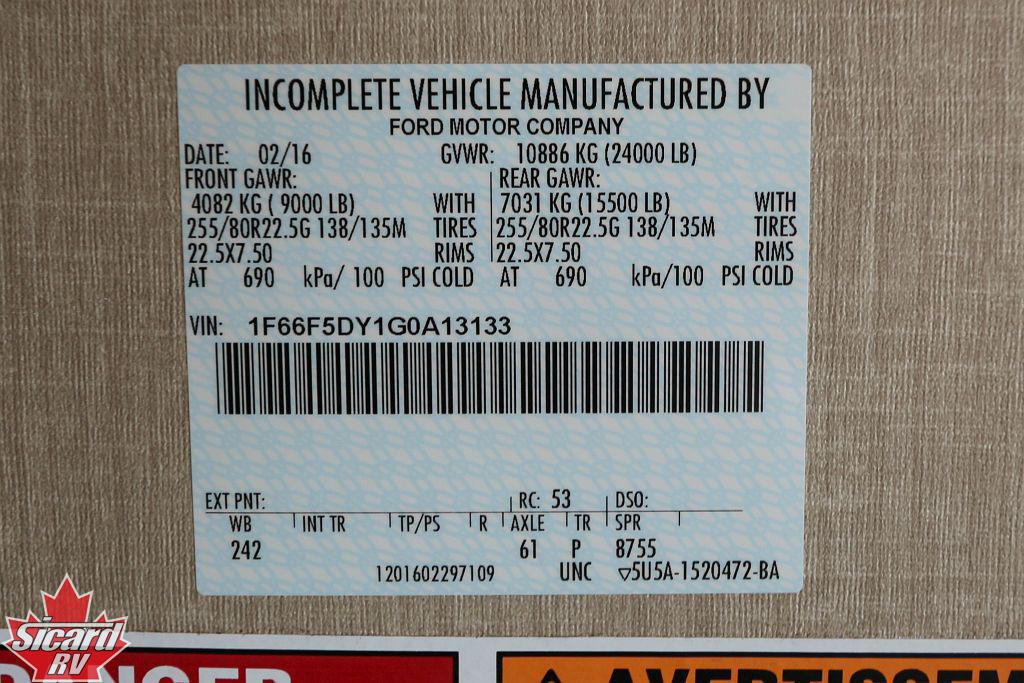 INCOMPLETE VEHICLE MANUFACTURED BY
FORD MOTOR COMPANY
DATE: 02/16 GVWR: 10886 KG (24000 LB)
FRONT GAWR: REAR GAWR:
4082 KG ( 9000 LB) WITH 7031 KG (15500 LB) WITH
255/80R22.5G 138/135M TIRES 255/80R22.5G 138/135M TIRES
22.5X7.50 RIMS 22.5X7.50 RIMS
AT 690 kPa/ 100 PSI COLD AT 690 kPa/100 PSI COLD
VIN: 1F66F5DY1G0A13133
EXT PNT: RC: 53 DSO:
WB INT TR TP/PS R AXLE TR SPR
242 61 P 8755
1201602297109 UNC ▽5U5A-1520472-BA
Sicard
RV
DANGER AVERTISSEM